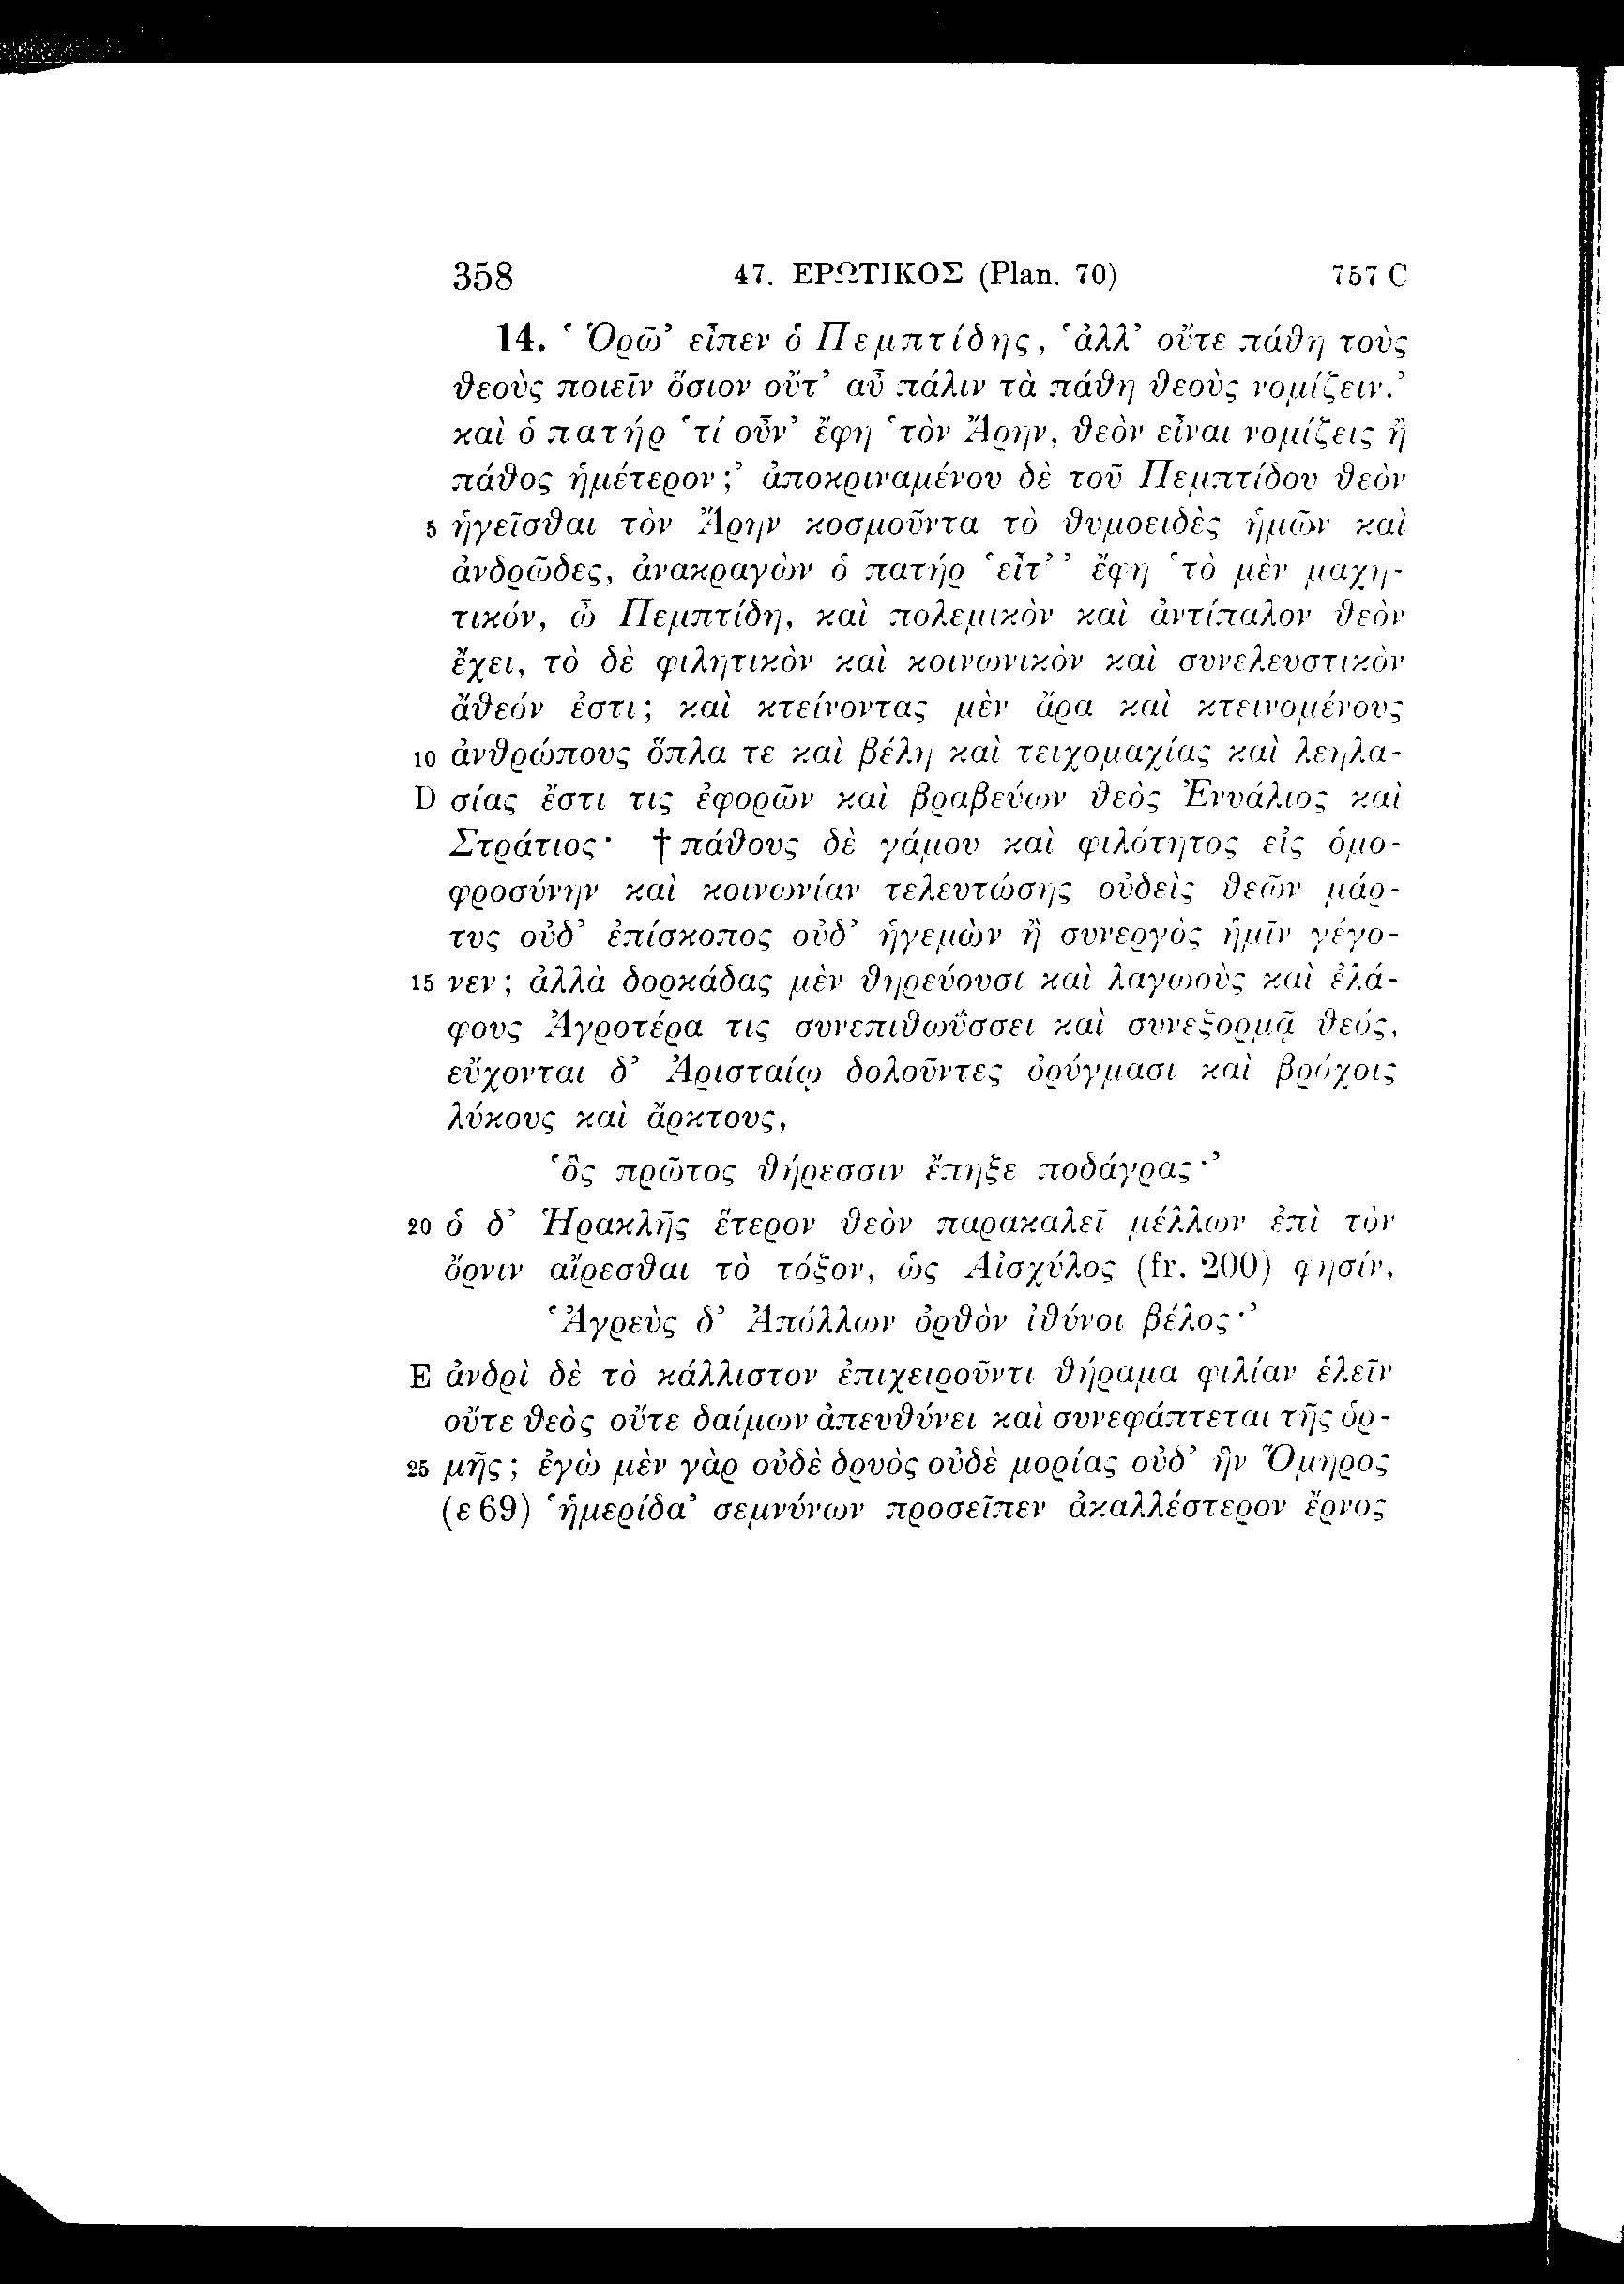 358 47. ΕΡΩΤΙΚΟΣ (Plan. 70) 757 C
14. ‘ Ὁρῶ’ εἶπεν ὁ Πεμπτίδης, ‘ἀλλ’ οὔτε πάθη τοὺς
θεοὺς ποιεῖν ὅσιον οὔτ’ αὖ πάλιν τὰ πάθη θεοὺς νομίζειν.’
καὶ ὁ πατήρ ‘τί οὖν’ ἔφη ‘τὸν Ἄρην, θεὸν εἶναι νομίζεις ἢ
πάθος ἡμέτερον;’ ἀποκριναμένου δὲ τοῦ Πεμπτίδου θεὸν
5 ἡγεῖσθαι τὸν Ἄρην κοσμοῦντα τὸ θυμοειδὲς ἡμῶν καὶ
ἀνδρῶδες, ἀνακραγὼν ὁ πατήρ ‘εἶτ’ ’ ἔφη ‘τὸ μὲν μαχη-
τικόν, ὦ Πεμπτίδη, καὶ πολεμικὸν καὶ ἀντίπαλον θεὸν
ἔχει, τὸ δὲ φιλητικὸν καὶ κοινωνικὸν καὶ συνελευστικὸν
ἄθεόν ἐστι; καὶ κτείνοντας μὲν ἄρα καὶ κτεινομένους
10 ἀνθρώπους ὅπλα τε καὶ βέλη καὶ τειχομαχίας καὶ λεηλα-
D σίας ἔστι τις ἐφορῶν καὶ βραβεύων θεὸς Ἐνυάλιος καὶ
Στράτιος· † πάθους δὲ γάμου καὶ φιλότητος εἰς ὁμο-
φροσύνην καὶ κοινωνίαν τελευτώσης οὐδεὶς θεῶν μάρ-
τυς οὐδ’ ἐπίσκοπος οὐδ’ ἡγεμὼν ἢ συνεργὸς ἡμῖν γέγο-
15 νεν; ἀλλὰ δορκάδας μὲν θηρεύουσι καὶ λαγωοὺς καὶ ἐλά-
φους Ἀγροτέρα τις συνεπιθωΰσσει καὶ συνεξορμᾷ θεός,
εὔχονται δ’ Ἀρισταίῳ δολοῦντες ὀρύγμασι καὶ βρόχοις
λύκους καὶ ἄρκτους,
‘ὃς πρῶτος θήρεσσιν ἔπηξε ποδάγρας·’
20 ὁ δ’ Ἡρακλῆς ἕτερον θεὸν παρακαλεῖ μέλλων ἐπὶ τὸν
ὄρνιν αἴρεσθαι τὸ τόξον, ὡς Αἰσχύλος (fr. 200) φησίν,
‘Ἀγρεὺς δ’ Ἀπόλλων ὀρθὸν ἰθύνοι βέλος·’
E ἀνδρὶ δὲ τὸ κάλλιστον ἐπιχειροῦντι θήραμα φιλίαν ἑλεῖν
οὔτε θεὸς οὔτε δαίμων ἀπευθύνει καὶ συνεφάπτεται τῆς ὁρ-
25 μῆς; ἐγὼ μὲν γὰρ οὐδὲ δρυὸς οὐδὲ μορίας οὐδ’ ἣν Ὅμηρος
(ε 69) ‘ἡμερίδα’ σεμνύνων προσεῖπεν ἀκαλλέστερον ἔρνος